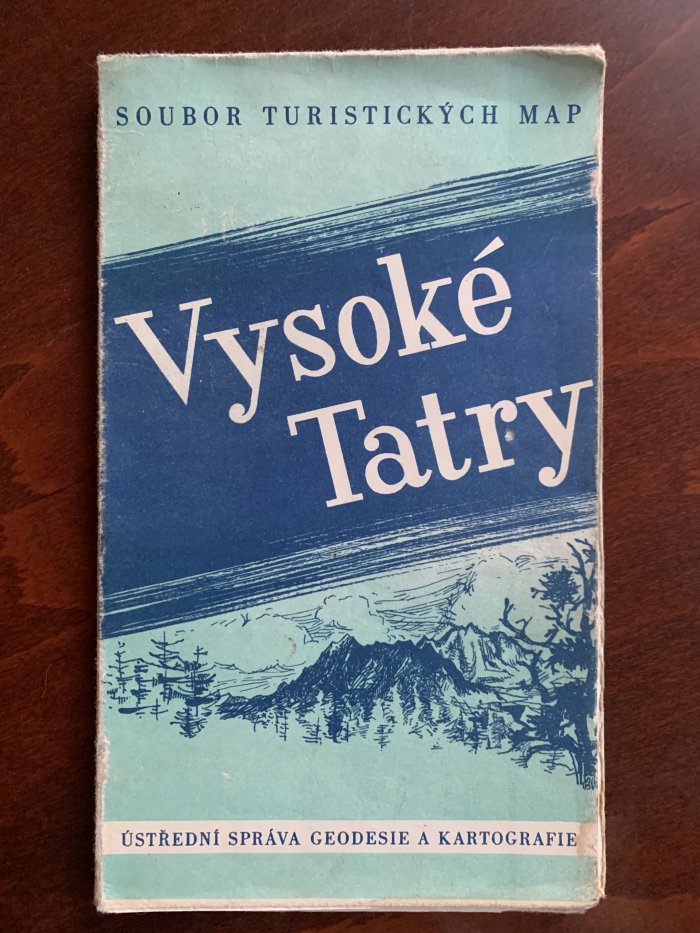 SOUBOR TURISTICKÝCH MAP
Vysoké
Tatry
ÚSTŘEDNÍ SPRÁVA GEODESIE A KARTOGRAFIE